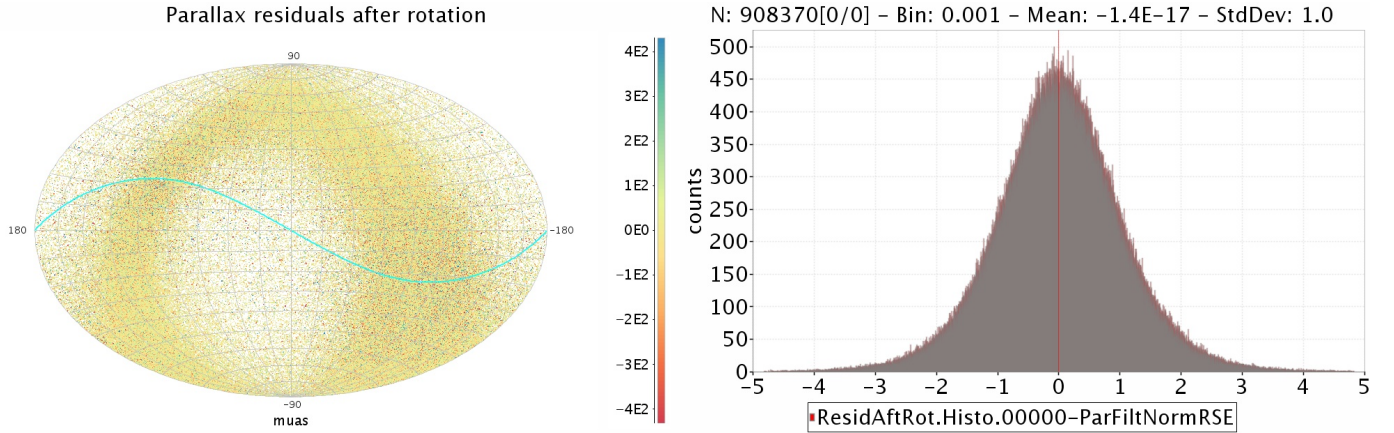 Parallax residuals after rotation
90
180
-180
-90
muas
4E2
3E2
2E2
1E2
0E0
-1E2
-2E2
-3E2
-4E2
N: 908370[0/0] - Bin: 0.001 - Mean: -1.4E-17 - StdDev: 1.0
counts
500
450
400
350
300
250
200
150
100
50
0
-5 -4 -3 -2 -1 0 1 2 3 4 5
ResidAftRot.Histo.00000-ParFiltNormRSE